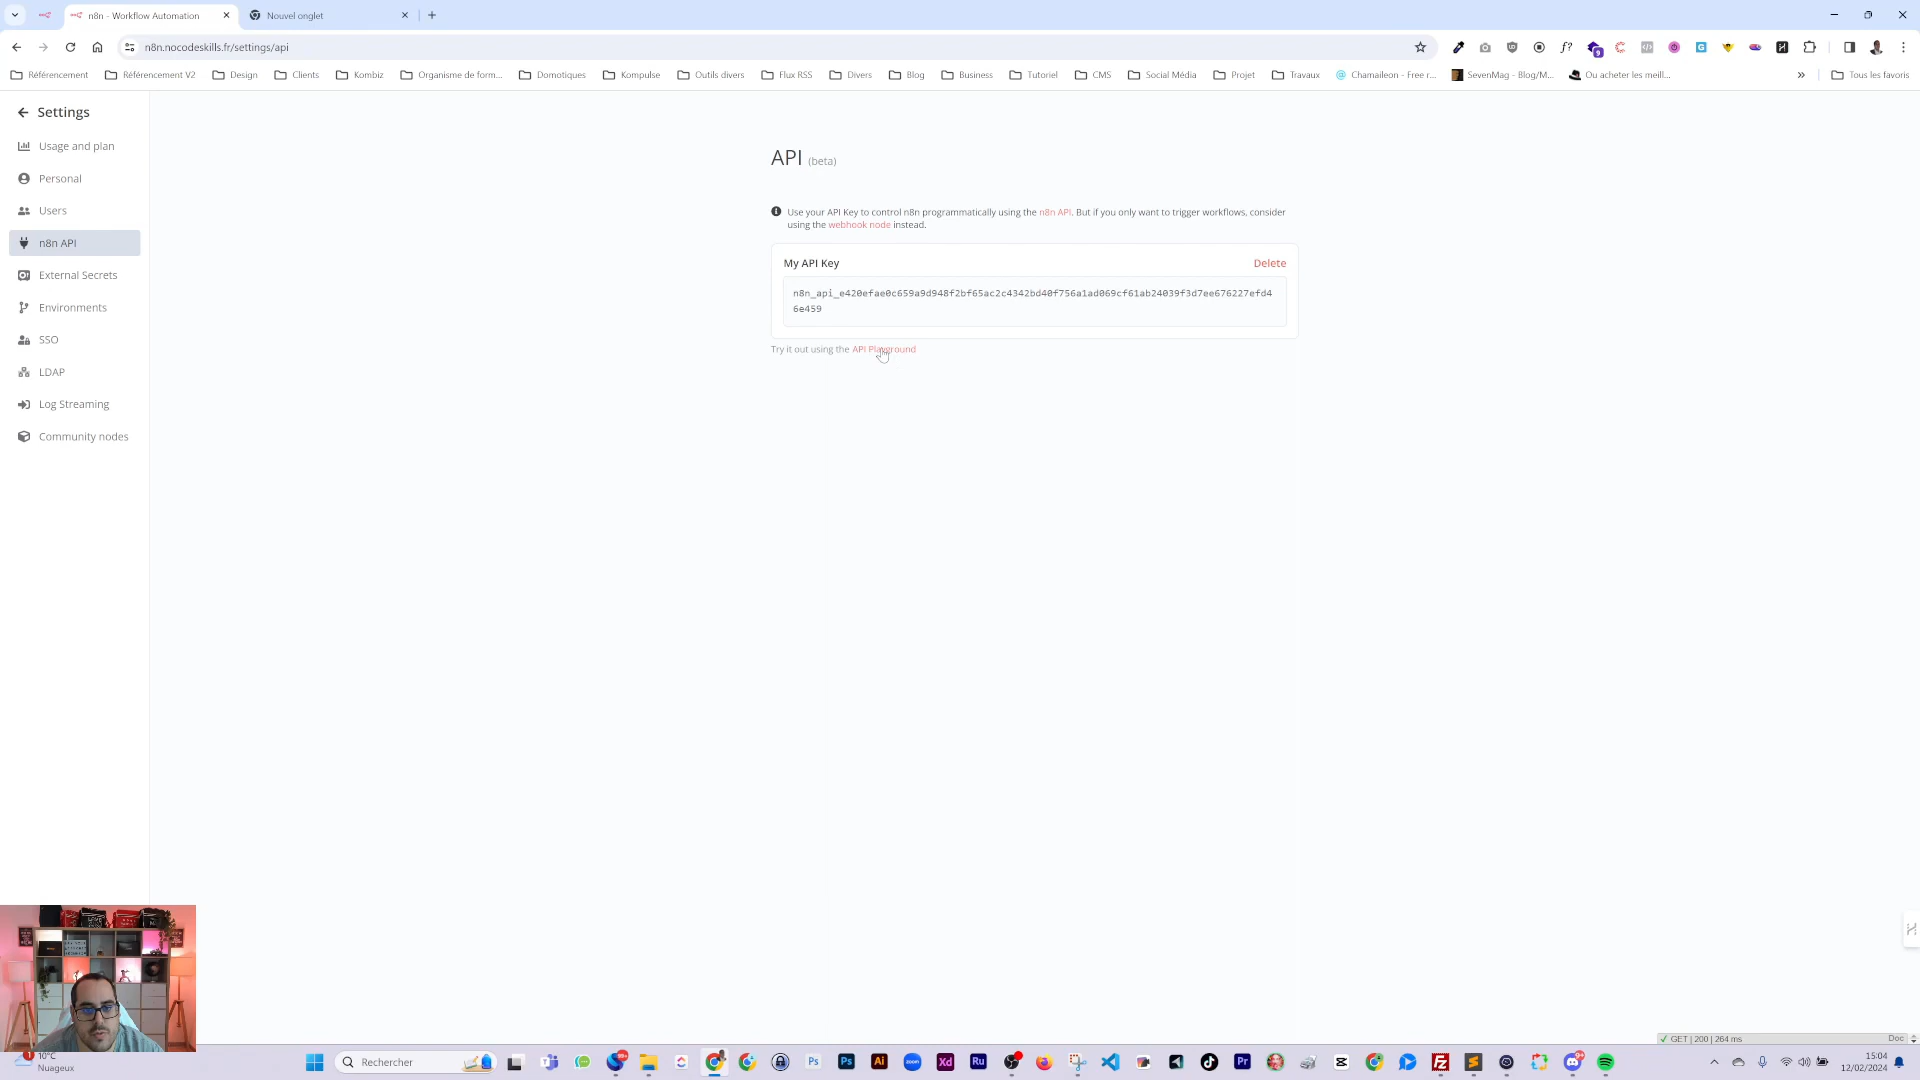 n8n - Workflow Automation
Nouvel onglet
n8n.nocodeskills.fr/settings/api
Référencement
Référencement V2
Design
Clients
Kombiz
Organisme de form...
Domotiques
Kompulse
Outils divers
Flux RSS
Divers
Blog
Business
Tutoriel
CMS
Social Média
Projet
Travaux
Chamaileon - Free r...
SevenMag - Blog/M...
Ou acheter les meill...
Tous les favoris
Settings
Usage and plan
Personal
Users
n8n API
External Secrets
Environments
SSO
LDAP
Log Streaming
Community nodes
API (beta)
Use your API Key to control n8n programmatically using the n8n API. But if you only want to trigger workflows, consider
using the webhook node instead.
My API Key
Delete
n8n_api_e420efae0c659a9d948f2bf65ac2c4342bd40f756a1ad069cf61ab24039f3d7ee676227efd4
6e459
Try it out using the API Playground
GET | 200 | 264 ms
Doc
10°C
Nuageux
Rechercher
15:04
12/02/2024